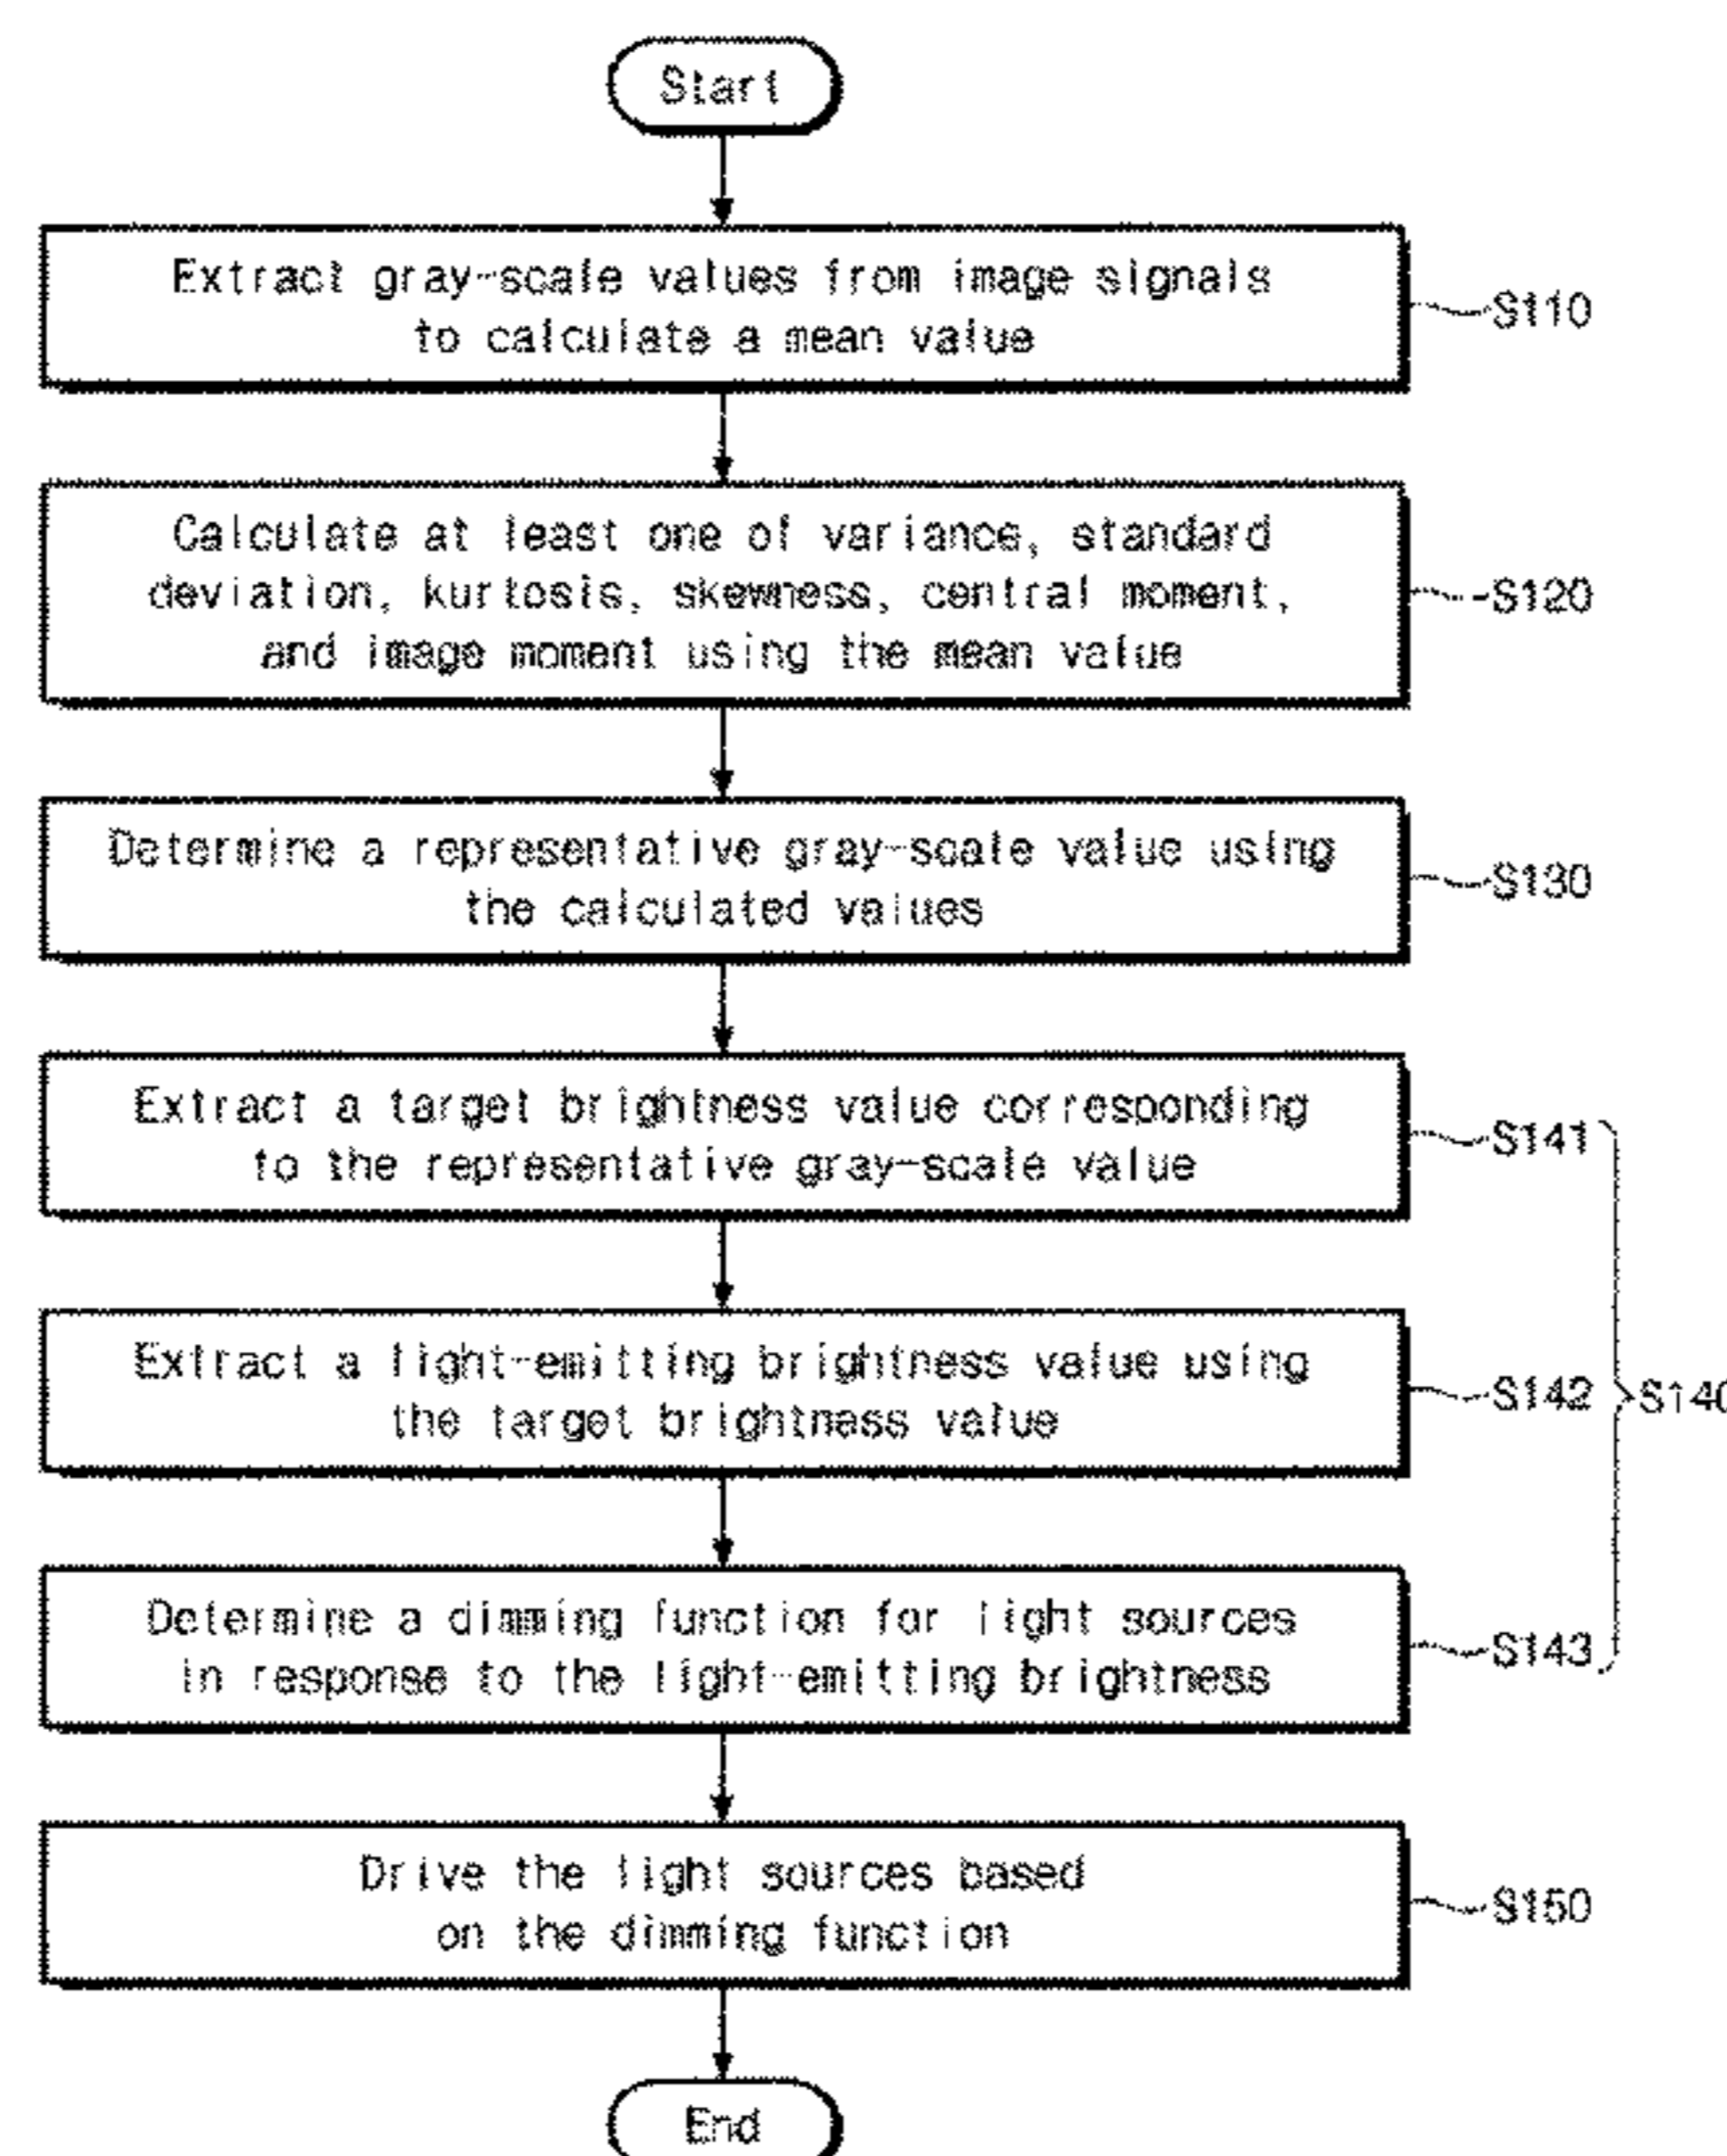 Start
Extract gray-scale values from image signals
to calculate a mean value
S110
Calculate at least one of variance, standard
deviation, kurtosis, skewness, central moment,
and image moment using the mean value
S120
Determine a representative gray-scale value using
the calculated values
S130
Extract a target brightness value corresponding
to the representative gray-scale value
S141
Extract a light-emitting brightness value using
the target brightness value
S142
S140
Determine a dimming function for light sources
in response to the light-emitting brightness
S143
Drive the light sources based
on the dimming function
S150
End